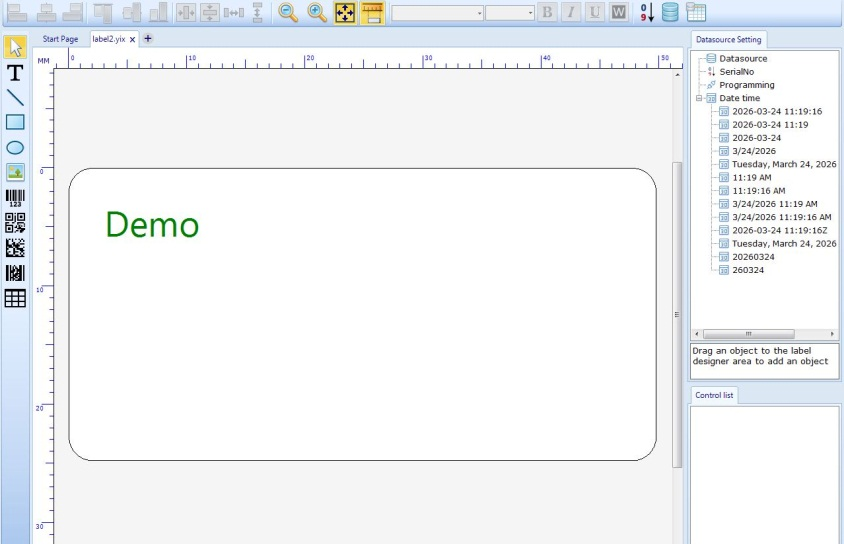 B I U W
0
9
Start Page label2.yix x +
MM 0 10 20 30 40 50
0
10
20
30
Demo
123
Datasource Setting
Datasource
SerialNo
Programming
Date time
2026-03-24 11:19:16
2026-03-24 11:19
2026-03-24
3/24/2026
Tuesday, March 24, 2026
11:19 AM
11:19:16 AM
3/24/2026 11:19 AM
3/24/2026 11:19:16 AM
2026-03-24 11:19:16Z
Tuesday, March 24, 2026
20260324
260324
Drag an object to the label
designer area to add an object
Control list